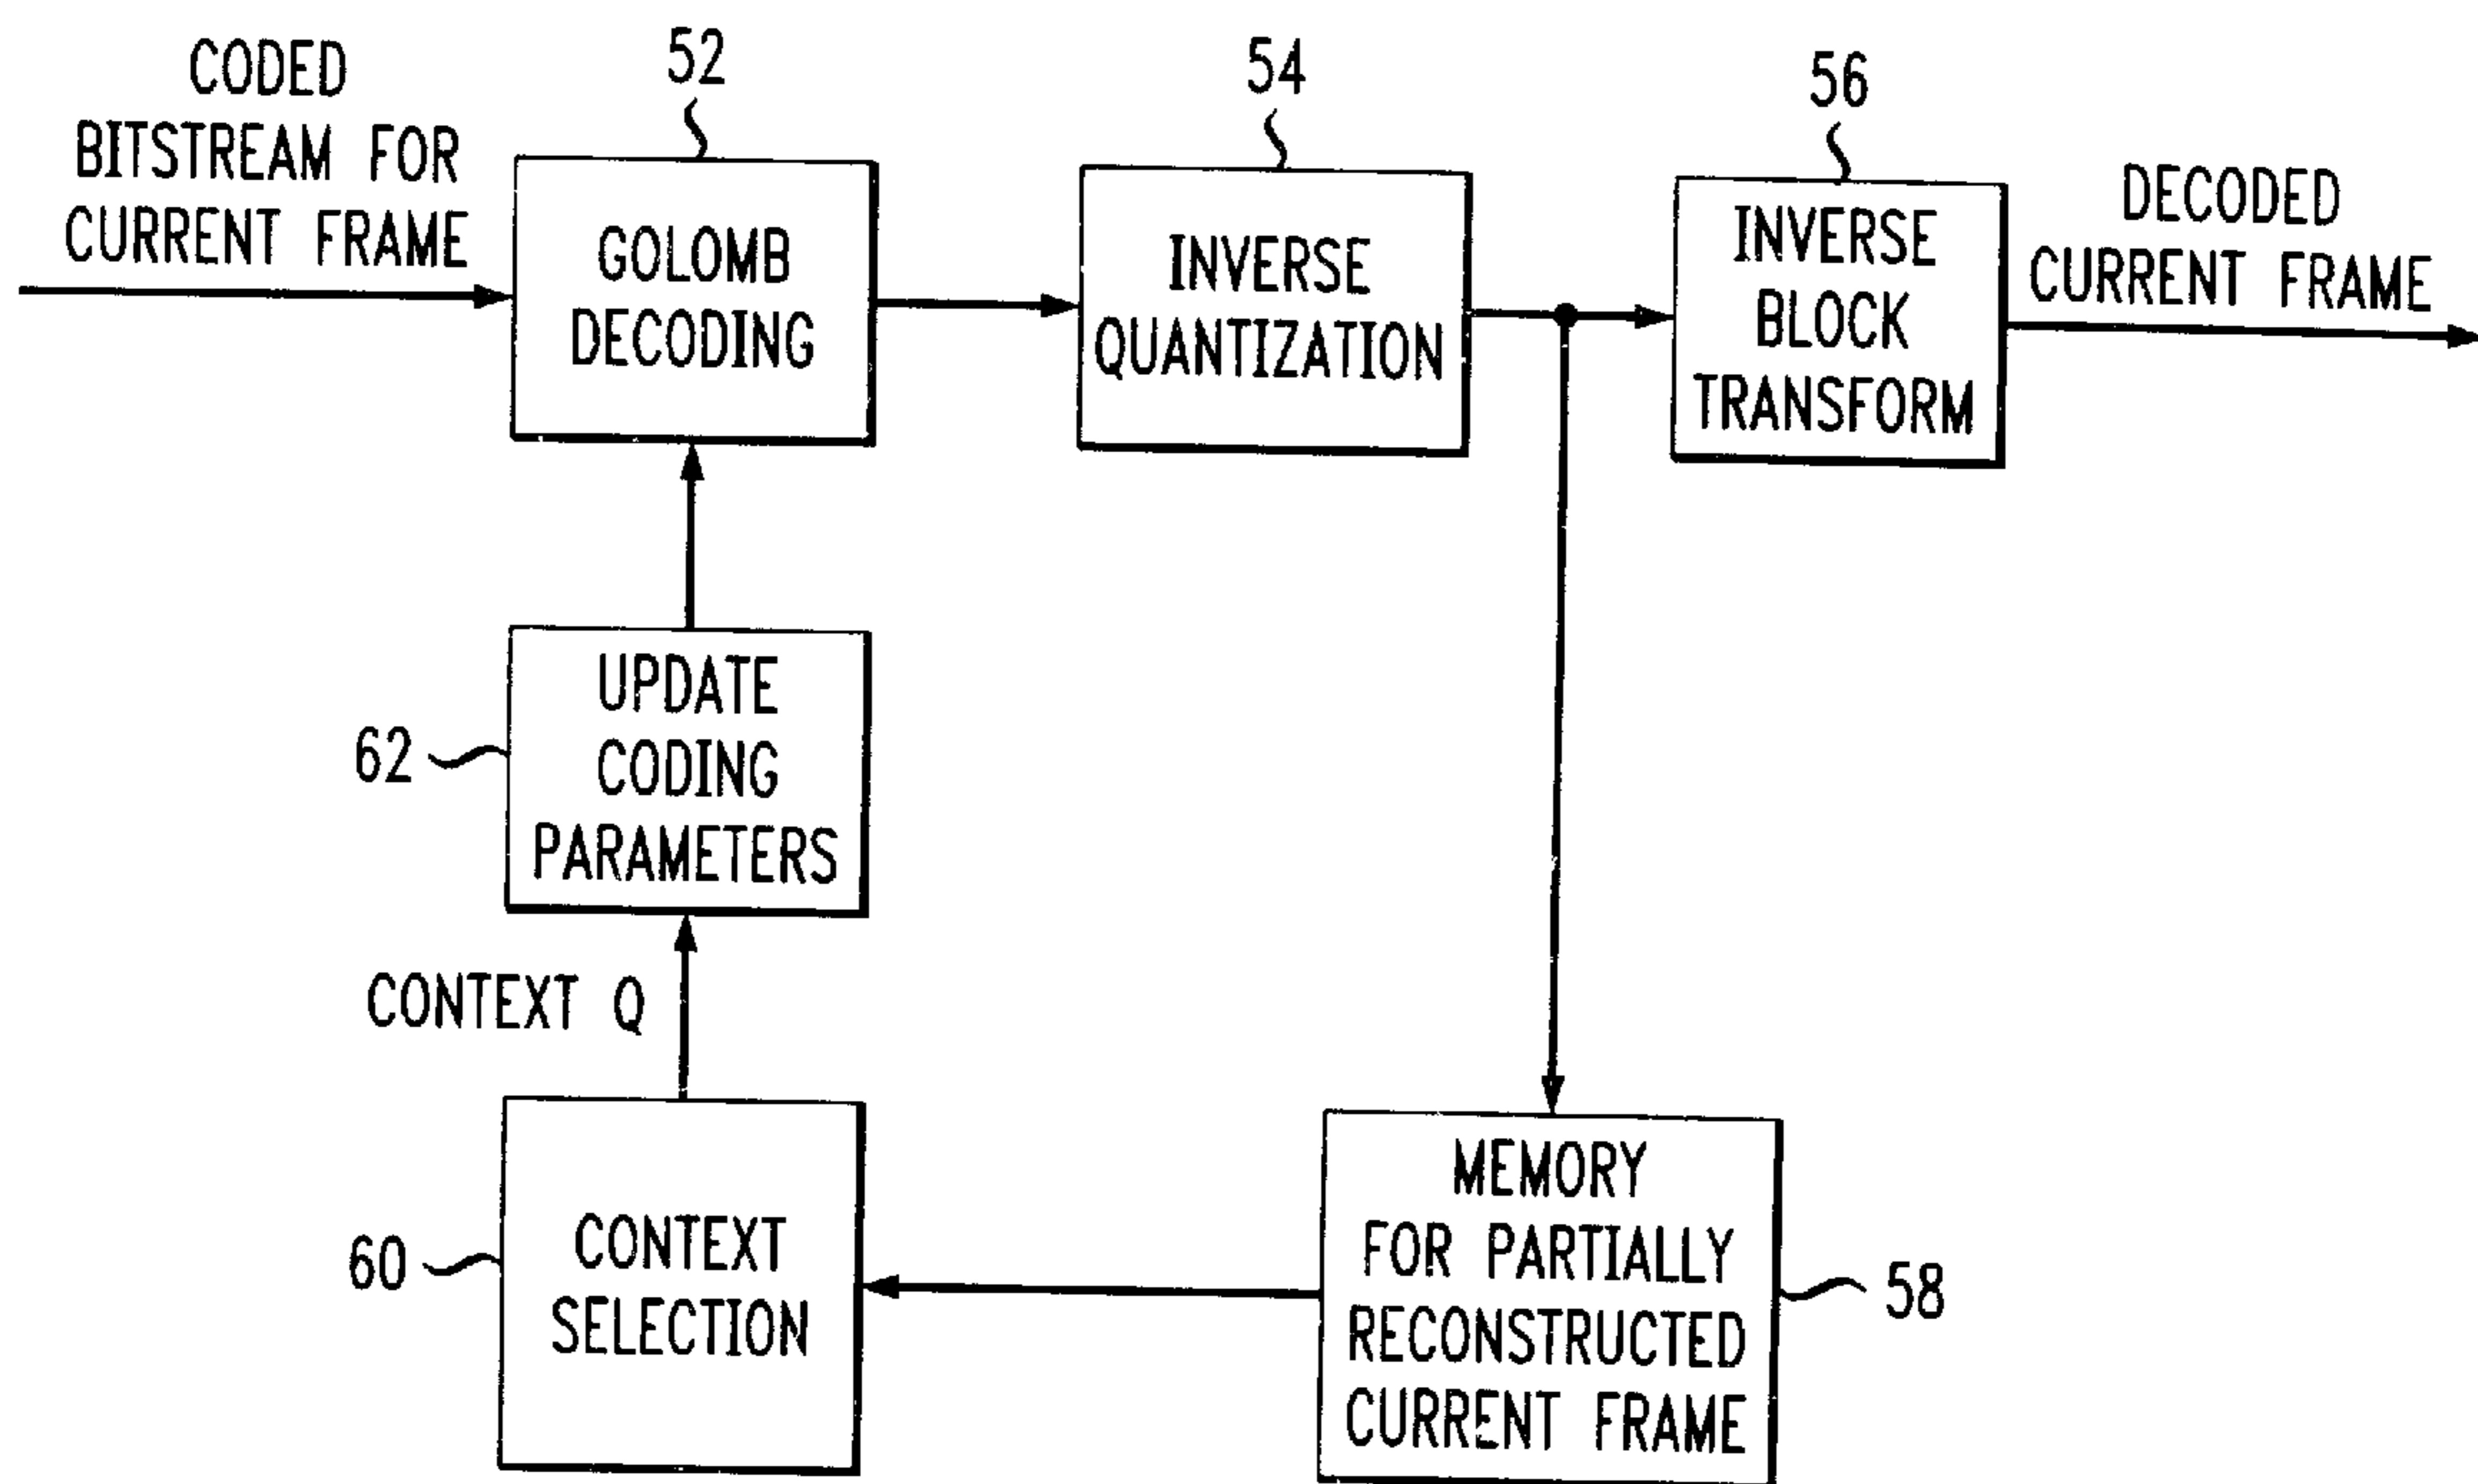 CODED
BITSTREAM FOR
CURRENT FRAME
52
GOLOMB
DECODING
54
INVERSE
QUANTIZATION
56
INVERSE
BLOCK
TRANSFORM
DECODED
CURRENT FRAME
62
UPDATE
CODING
PARAMETERS
CONTEXT Q
60
CONTEXT
SELECTION
MEMORY
FOR PARTIALLY
RECONSTRUCTED
CURRENT FRAME
58